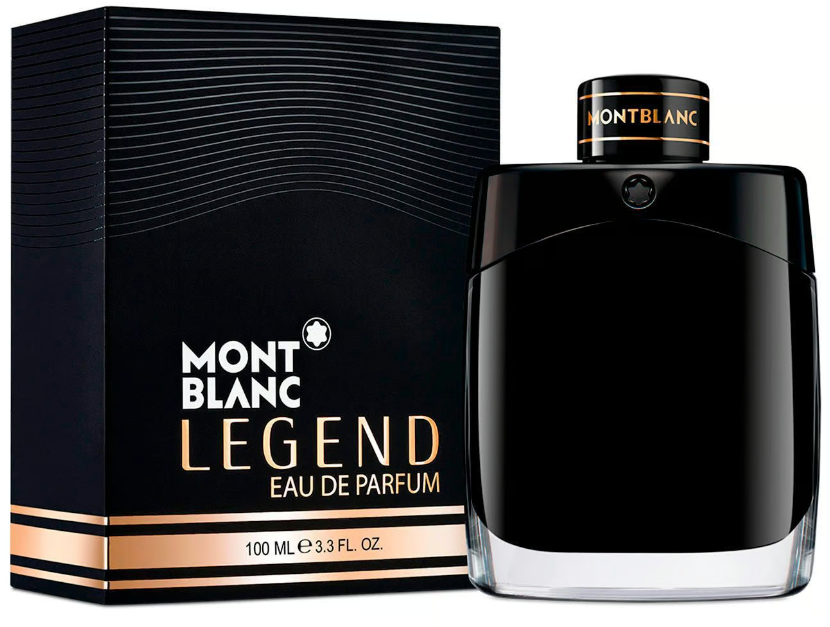 MONT
BLANC
LEGEND
EAU DE PARFUM
100 ML ℮ 3.3 FL. OZ.
MONTBLANC